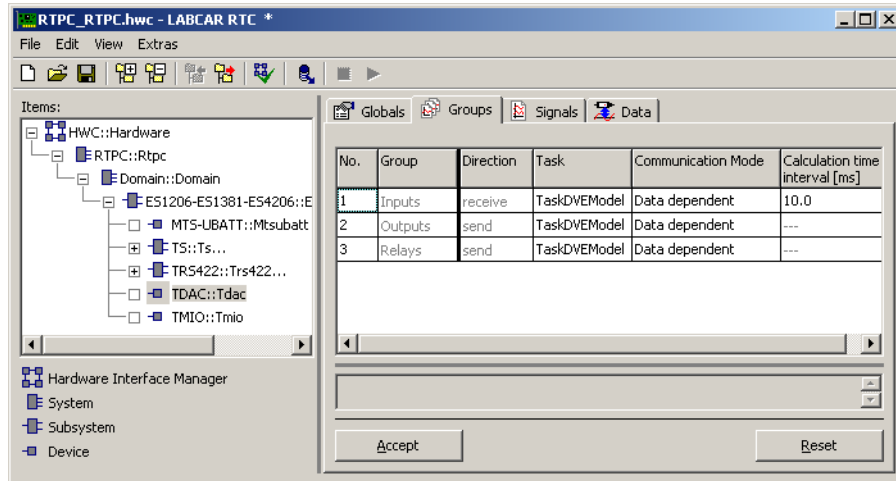 RTPC_RTPC.hwc - LABCAR RTC *
File Edit View Extras
Items:
HWC::Hardware
RTPC::Rtpc
Domain::Domain
ES1206-ES1381-ES4206::E
MTS-UBATT::Mtsubatt
TS::Ts...
TRS422::Trs422...
TDAC::Tdac
TMIO::Tmio
Hardware Interface Manager
System
Subsystem
Device
Globals Groups Signals Data
No. Group Direction Task Communication Mode Calculation time interval [ms]
1 Inputs receive TaskDVEModel Data dependent 10.0
2 Outputs send TaskDVEModel Data dependent ---
3 Relays send TaskDVEModel Data dependent ---
Accept Reset